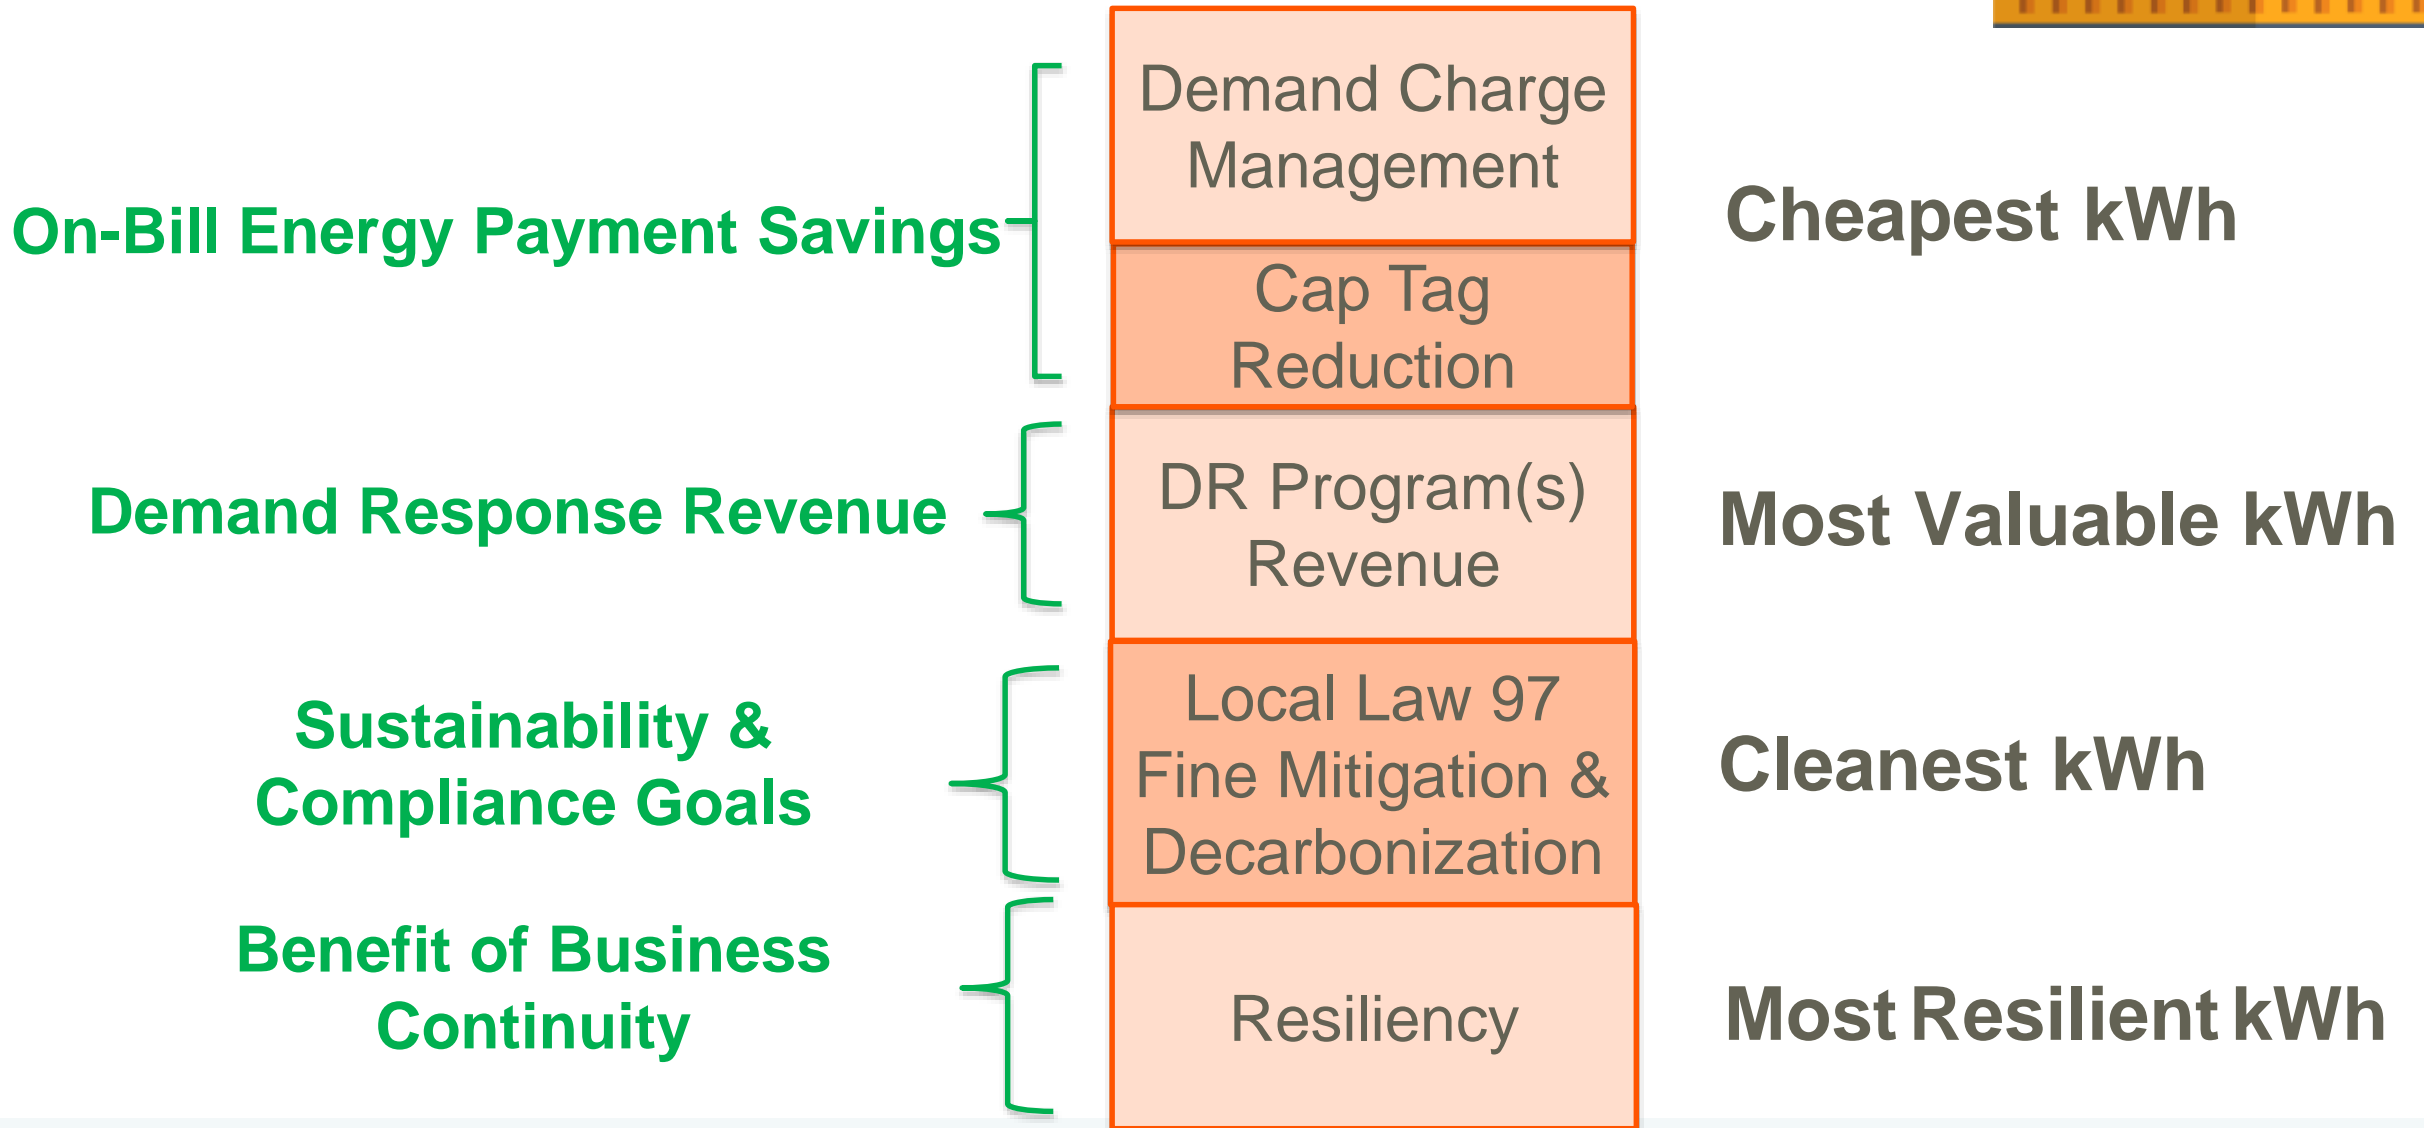 On-Bill Energy Payment Savings
Demand Charge
Management
Cap Tag
Reduction
Cheapest kWh
Demand Response Revenue
DR Program(s)
Revenue
Most Valuable kWh
Sustainability &
Compliance Goals
Local Law 97
Fine Mitigation &
Decarbonization
Cleanest kWh
Benefit of Business
Continuity
Resiliency
Most Resilient kWh